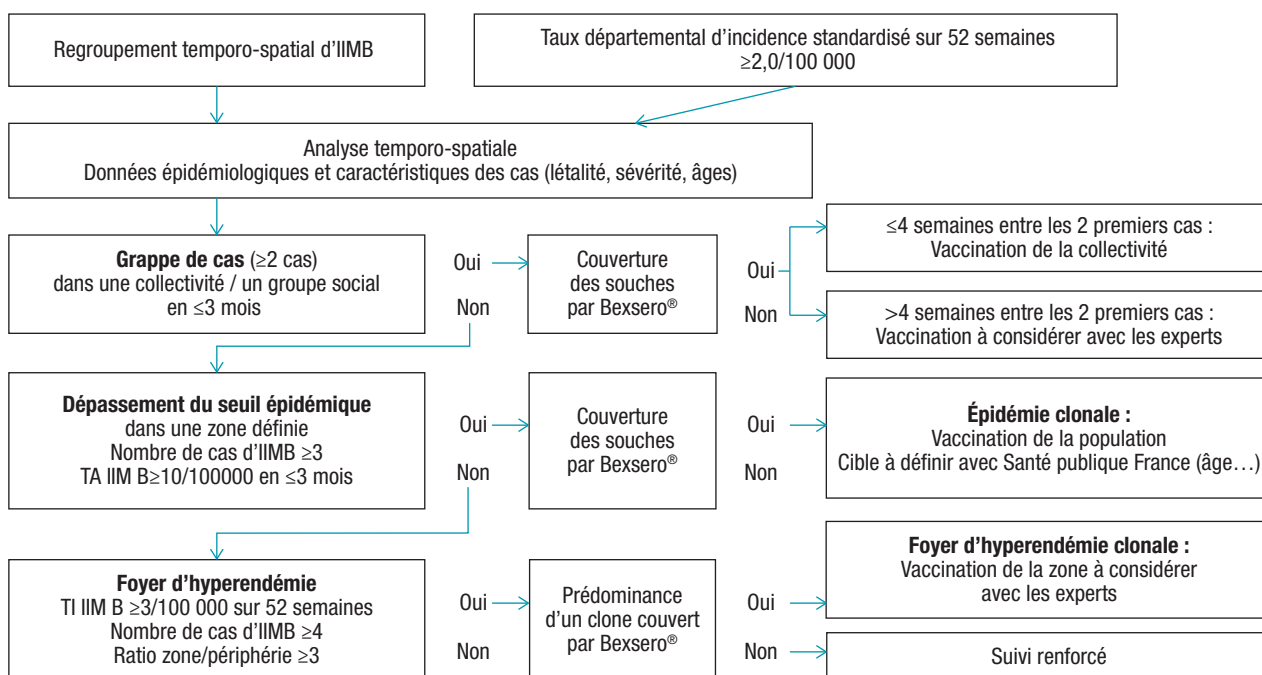 Regroupement temporo-spatial d’IIMB
Taux départemental d’incidence standardisé sur 52 semaines
≥2,0/100 000
Analyse temporo-spatiale
Données épidémiologiques et caractéristiques des cas (létalité, sévérité, âges)
Grappe de cas (≥2 cas)
dans une collectivité / un groupe social
en ≤3 mois
Oui
Non
Couverture
des souches
par Bexsero®
Oui
Non
≤4 semaines entre les 2 premiers cas :
Vaccination de la collectivité
>4 semaines entre les 2 premiers cas :
Vaccination à considérer avec les experts
Dépassement du seuil épidémique
dans une zone définie
Nombre de cas d’IIMB ≥3
TA IIM B≥10/100000 en ≤3 mois
Oui
Non
Couverture
des souches
par Bexsero®
Oui
Non
Épidémie clonale :
Vaccination de la population
Cible à définir avec Santé publique France (âge…)
Foyer d’hyperendémie
TI IIM B ≥3/100 000 sur 52 semaines
Nombre de cas d’IIMB ≥4
Ratio zone/périphérie ≥3
Oui
Non
Prédominance
d’un clone couvert
par Bexsero®
Oui
Non
Foyer d’hyperendémie clonale :
Vaccination de la zone à considérer
avec les experts
Suivi renforcé